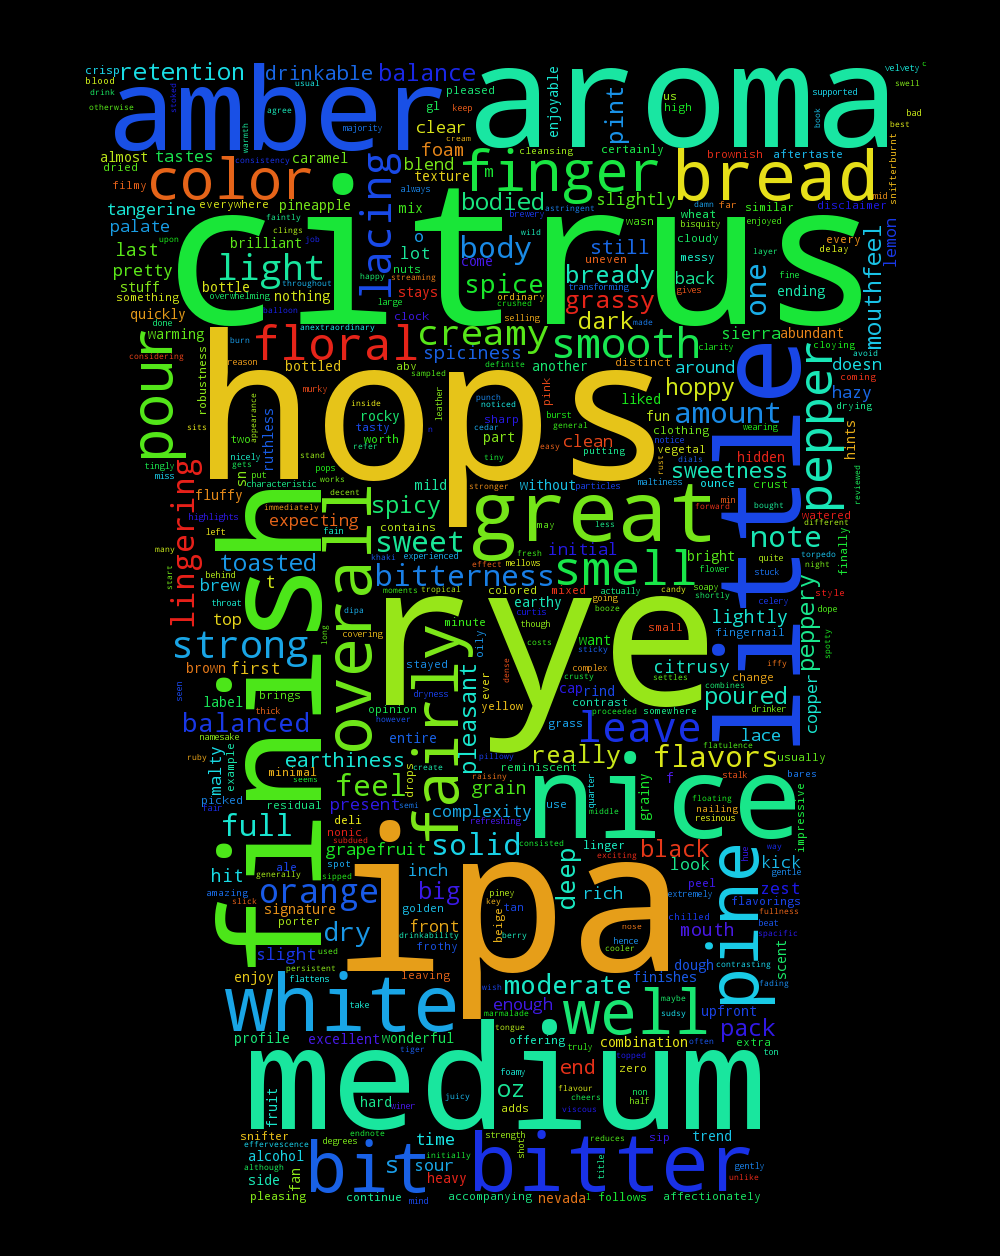 crisp retention drinkable balance aroma velvety c
blood usual pleased swell
drink amber stoked gl keep enjoyable pint us supported
otherwise agree high book bad
majority clear cream best
warmth foam cleansing certainly snifterburnt
almost tastes consistency caramel blend finger brownish aftertaste
dried color lacing texture m bread mid
filmy everywhere pineapple always bodied slightly damn far similar disclaimer
tangerine faintly mix brewery astringent wasn wheat bisquity enjoyed lemon
palate upon clings o wild cloudy layer every mouthfeel
last brilliant job citrus body still messy delay
pretty light throughout lot come uneven back one fine
stuff bottle nuts happy stays spice ordinary bready transforming gives ending
something overwhelming nothing streaming large crushed grassy
quickly balloon anextraordinary clock selling dark made sierra abundant
done warming floral creamy smooth clarity cloying
considering burn spiciness distinct around avoid
pour robustness reason bottled abv sampled definite another pink hoppy doesn
murky hops leather punch burst liked fun amount coming hazy
sits appearance inside rocky noticed sharp general clothing wearing drying hints
two tasty n cedar part clean notice vegetal hidden pepper
tingly nicely ruthless stand refer worth tiny easy putting rust dials sweetness little
miss gets put pops works mild stronger without particles maltiness ounce crust reviewed
fluffy sn characteristic decent spicy great forward min bought watered
lingering highlights immediately expecting contains may less note different
many left fain sweet initial bright quite finally
toasted khaki experienced mellows fresh smell flower stuck torpedo night
start behind moments bitterness effect mixed actually candy soapy style
brew t tropical colored going shortly celery dope
throat dipa rye earthy curtis booze lightly
top covering minute though small fingernail peppery spotty
strong long overall oily costs want citrusy iffy
brown first stayed dense sticky complex settles change
seen finish dryness crusty cap rind combines poured copper
label brings opinion fairly pleasant ever yellow contrast somewhere drinker
balanced thick however grass proceeded leave lace
namesake entire flatulence
ruby malty example earthiness pillowy really flavors usually
minimal seems drops create reminiscent f stalk bares
picked feel raisiny grain nice floating
fair residual present semi complexity use quarter grainy nailing impressive
full deli refreshing middle resinous
nonic subdued solid consisted linger black hue way
hit spot grapefruit exciting look kick
ale generally sipped inch deep peel gentle
amazing orange ipa big piney rich extremely pine zest
slick signature golden key can chilled flavorings fullness
porter drinkability front beige berry nose mouth beat spacific
dry frothy hence cooler scent
slight used dough contrasting
enjoy persistent flattens leaving finishes fading
white take wish moderate maybe
enough marmalade well sudsy upfront pack
profile excellent wonderful tongue offering combination often extra
tiger truly end topped ton
medium foamy zero
fruit hard juicy oz flavour cheers non
winer adds viscous half
snifter endnote degrees time strength reduces sip trend
effervescence initially shot
alcohol bit sour bitter title gently
although side fan heavy unlike
pleasing continue mind accompanying nevada l follows affectionately